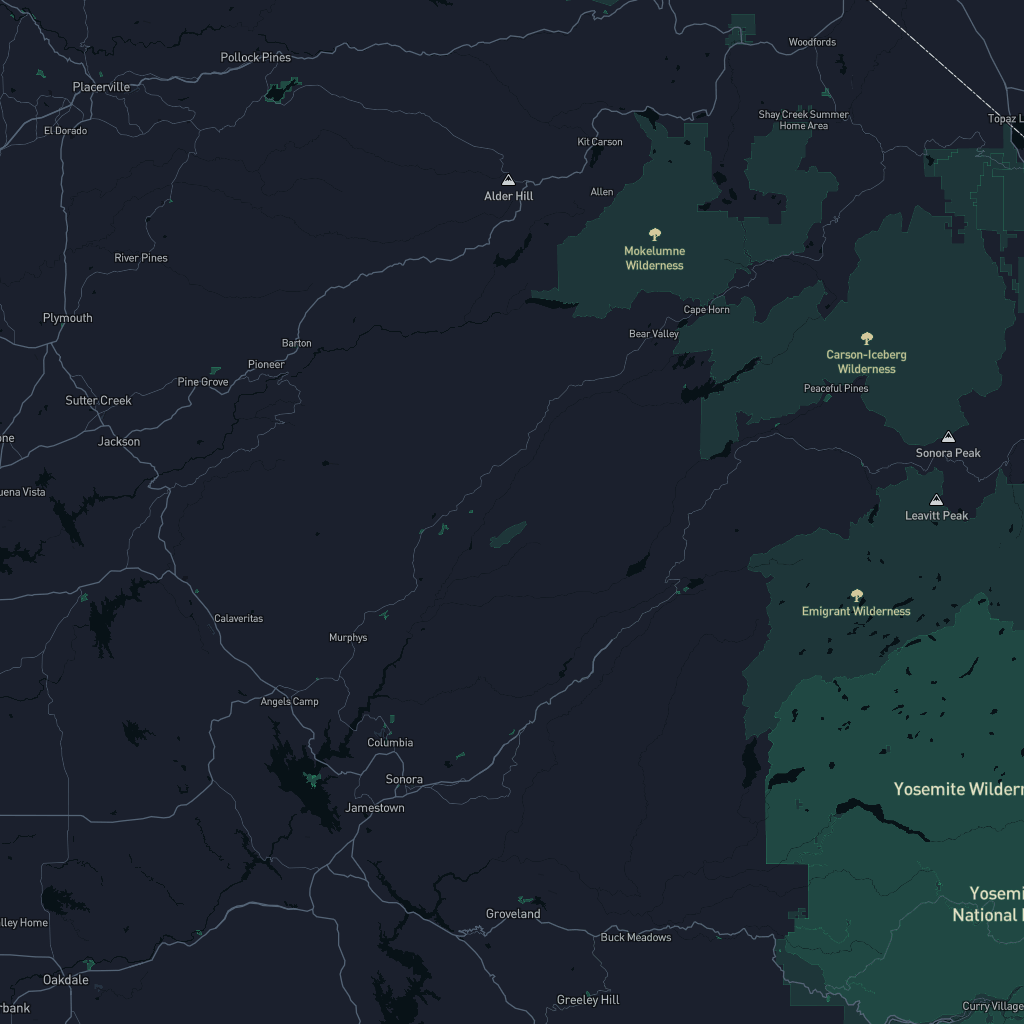 Woodfords
Pollock Pines
Placerville
Shay Creek Summer
Home Area
Topaz L
El Dorado
Kit Carson
Allen
Alder Hill
Mokelumne
Wilderness
River Pines
Cape Horn
Plymouth
Bear Valley
Barton
Carson-Iceberg
Wilderness
Pioneer
Pine Grove
Peaceful Pines
Sutter Creek
one
Jackson
Sonora Peak
uena Vista
Leavitt Peak
Emigrant Wilderness
Calaveritas
Murphys
Angels Camp
Columbia
Sonora
Yosemite Wildern
Jamestown
Yosemi
National
Groveland
lley Home
Buck Meadows
Oakdale
Greeley Hill
rbank
Curry Village